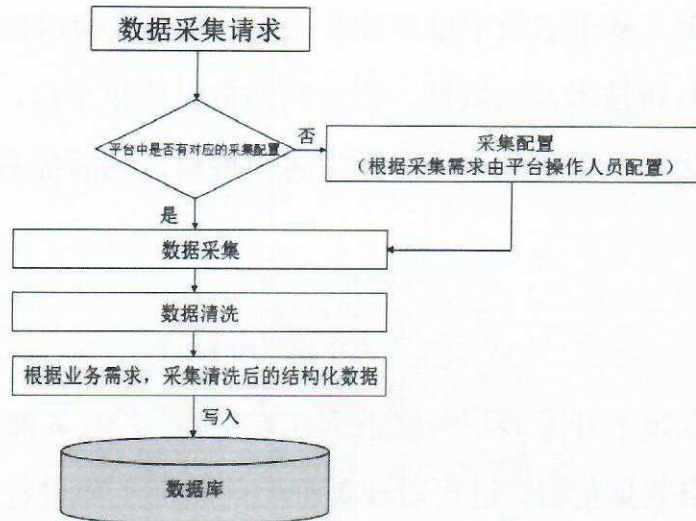 数据采集请求
平台中是否有对应的采集配置
否
采集配置
（根据采集需求由平台操作人员配置）
是
数据采集
数据清洗
根据业务需求，采集清洗后的结构化数据
写入
数据库